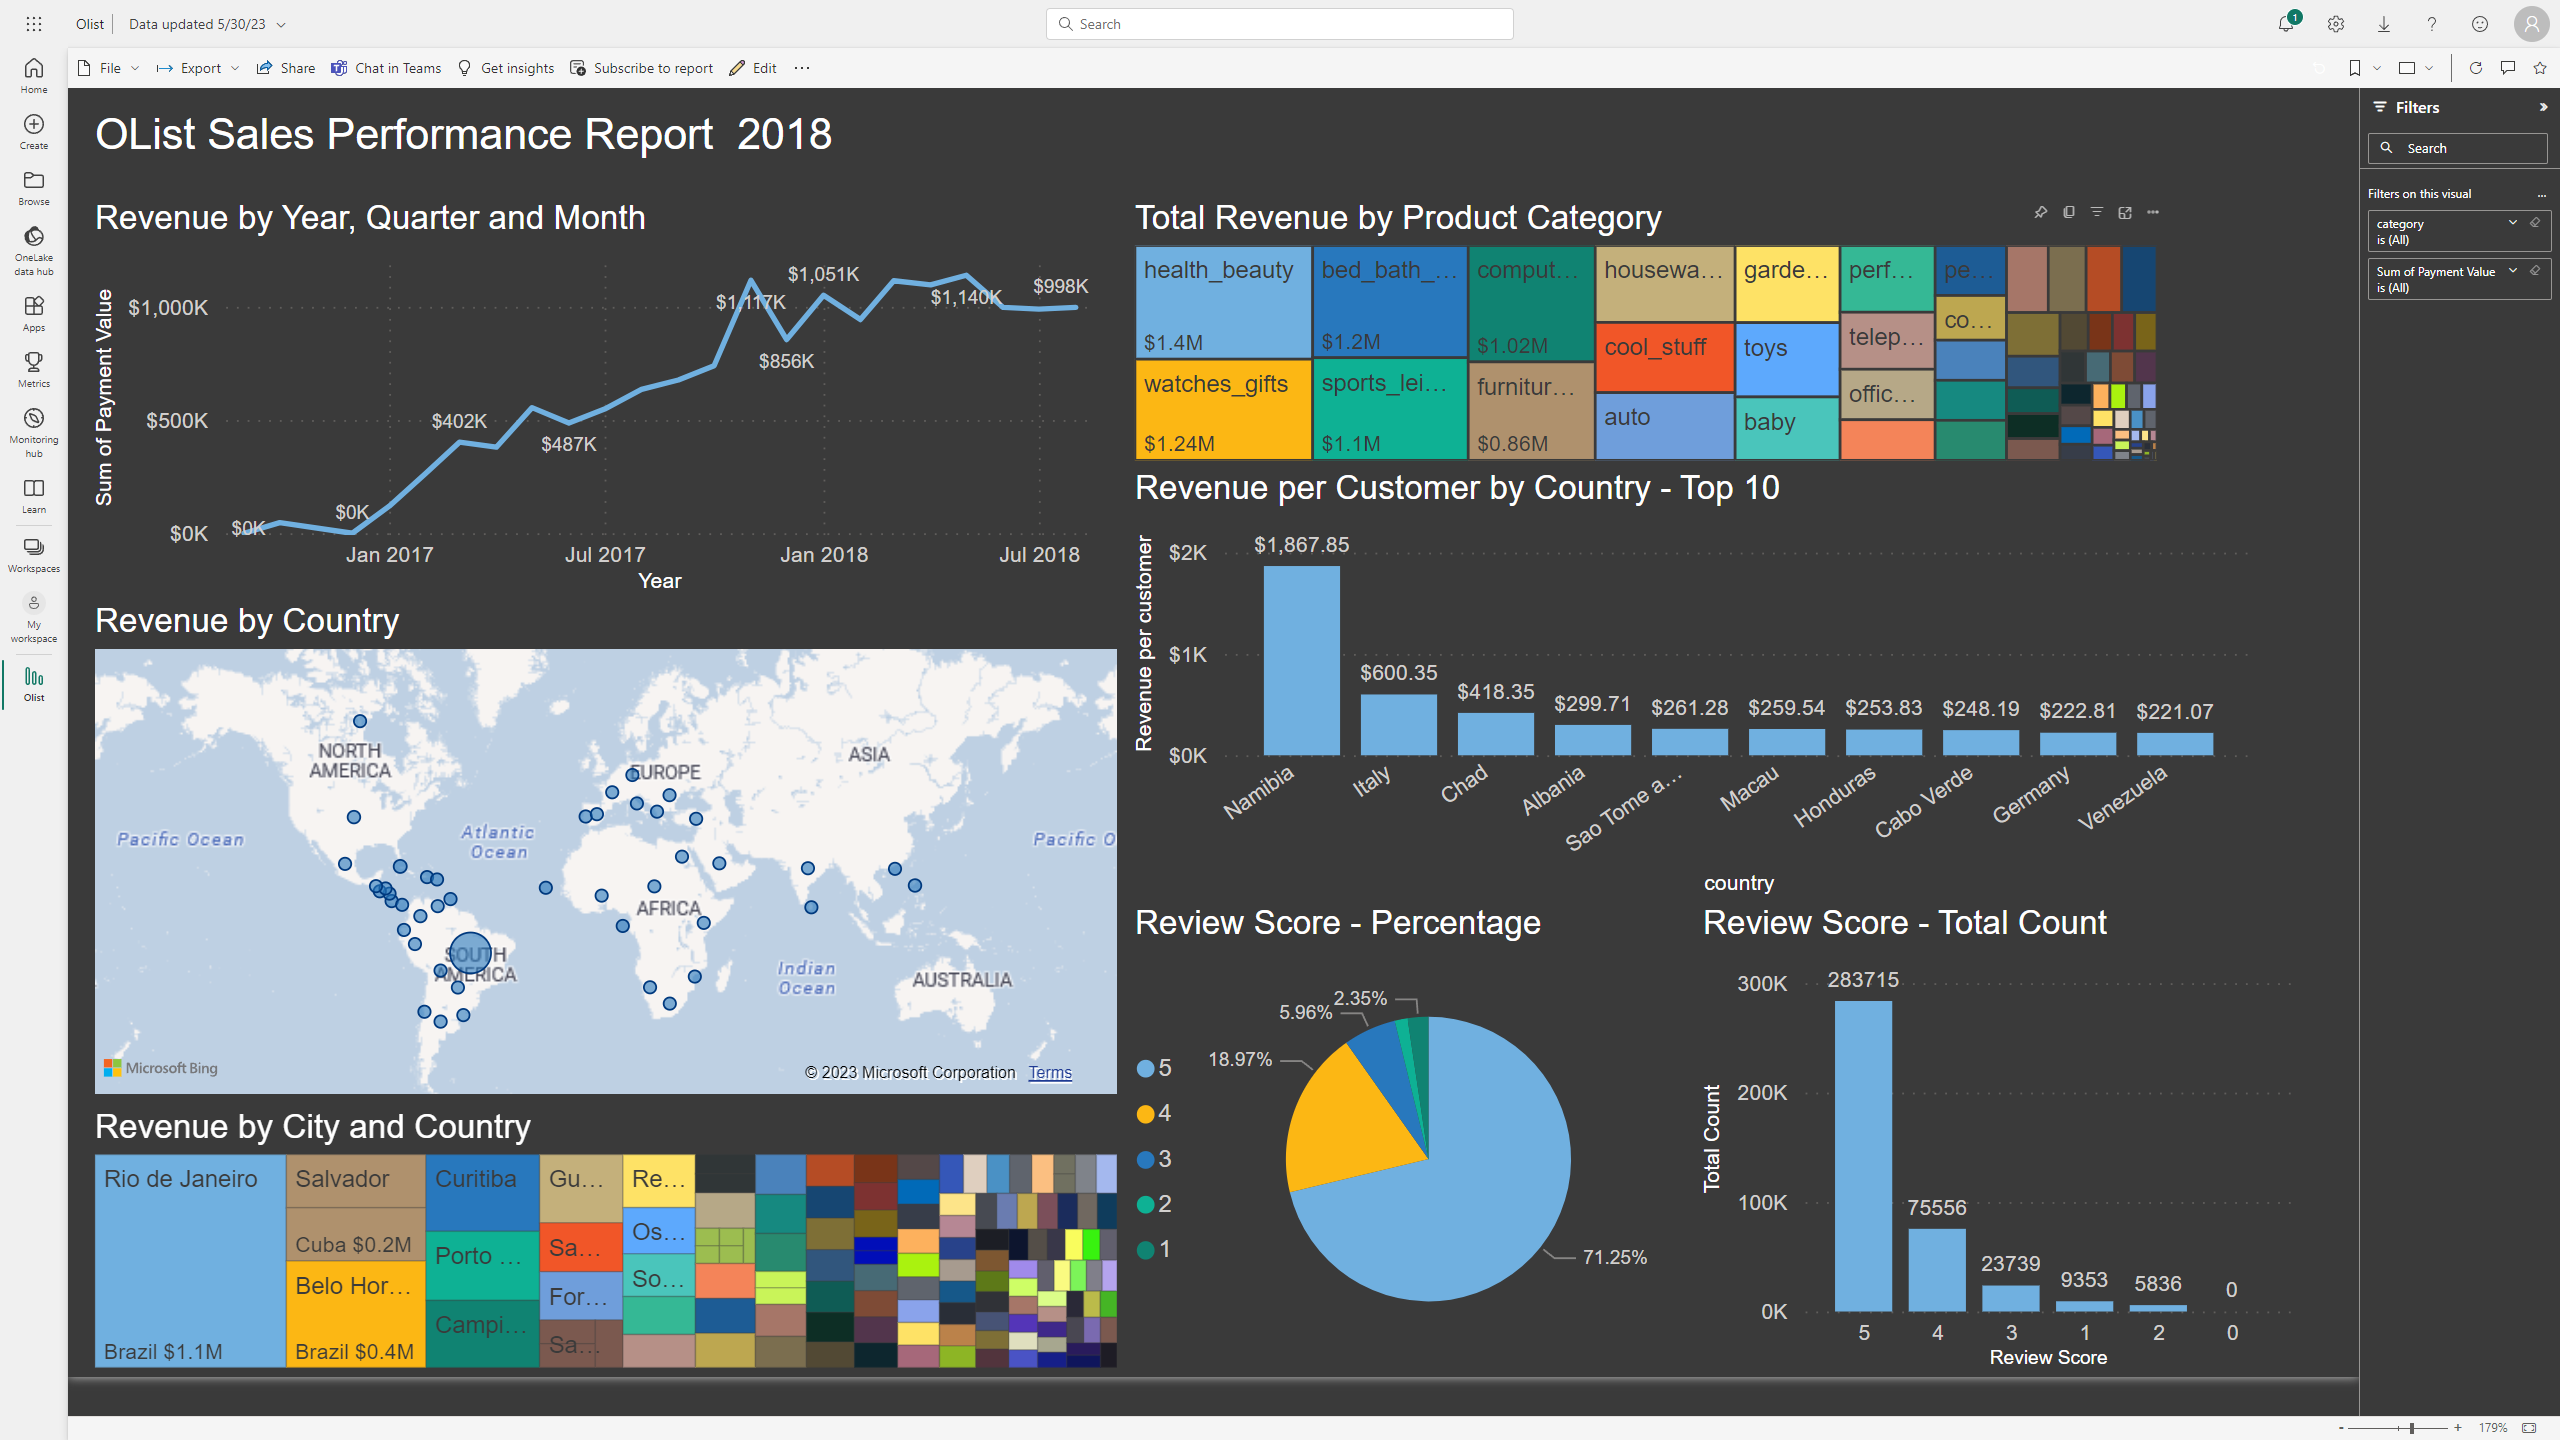 Olist
Data updated 5/30/23
Search
1
Home
Create
Browse
OneLake
data hub
Apps
Metrics
Monitoring
hub
Learn
Workspaces
My
workspace
Olist
File
Export
Share
Chat in Teams
Get insights
Subscribe to report
Edit
OList Sales Performance Report 2018
Revenue by Year, Quarter and Month
Sum of Payment Value
$1,000K
$500K
$0K
$0K
$0K
$402K
$487K
$1,117K
$856K
$1,051K
$1,140K
$998K
Jan 2017
Jul 2017
Jan 2018
Jul 2018
Year
Revenue by Country
NORTH
AMERICA
EUROPE
ASIA
Pacific Ocean
Atlantic
Ocean
Pacific O
AFRICA
SOUTH
AMERICA
Indian
Ocean
AUSTRALIA
Microsoft Bing
© 2023 Microsoft Corporation Terms
Revenue by City and Country
Rio de Janeiro
Brazil $1.1M
Salvador
Cuba $0.2M
Belo Hor…
Brazil $0.4M
Curitiba
Porto …
Campi…
Gu…
Sa…
For…
Sa…
Re…
Os…
So…
Total Revenue by Product Category
health_beauty
$1.4M
watches_gifts
$1.24M
bed_bath_…
$1.2M
sports_lei…
$1.1M
comput…
$1.02M
furnitur…
$0.86M
housewa…
cool_stuff
auto
garde…
toys
baby
perf…
telep…
offic…
pe…
co…
Revenue per Customer by Country - Top 10
Revenue per customer
$2K
$1K
$0K
$1,867.85
$600.35
$418.35
$299.71
$261.28
$259.54
$253.83
$248.19
$222.81
$221.07
Namibia
Italy
Chad
Albania
Sao Tome a…
Macau
Honduras
Cabo Verde
Germany
Venezuela
country
Review Score - Percentage
5
4
3
2
1
2.35%
5.96%
18.97%
71.25%
Review Score - Total Count
Total Count
300K
200K
100K
0K
283715
75556
23739
9353
5836
0
5
4
3
1
2
0
Review Score
Filters
Search
Filters on this visual
category
is (All)
Sum of Payment Value
is (All)
179%